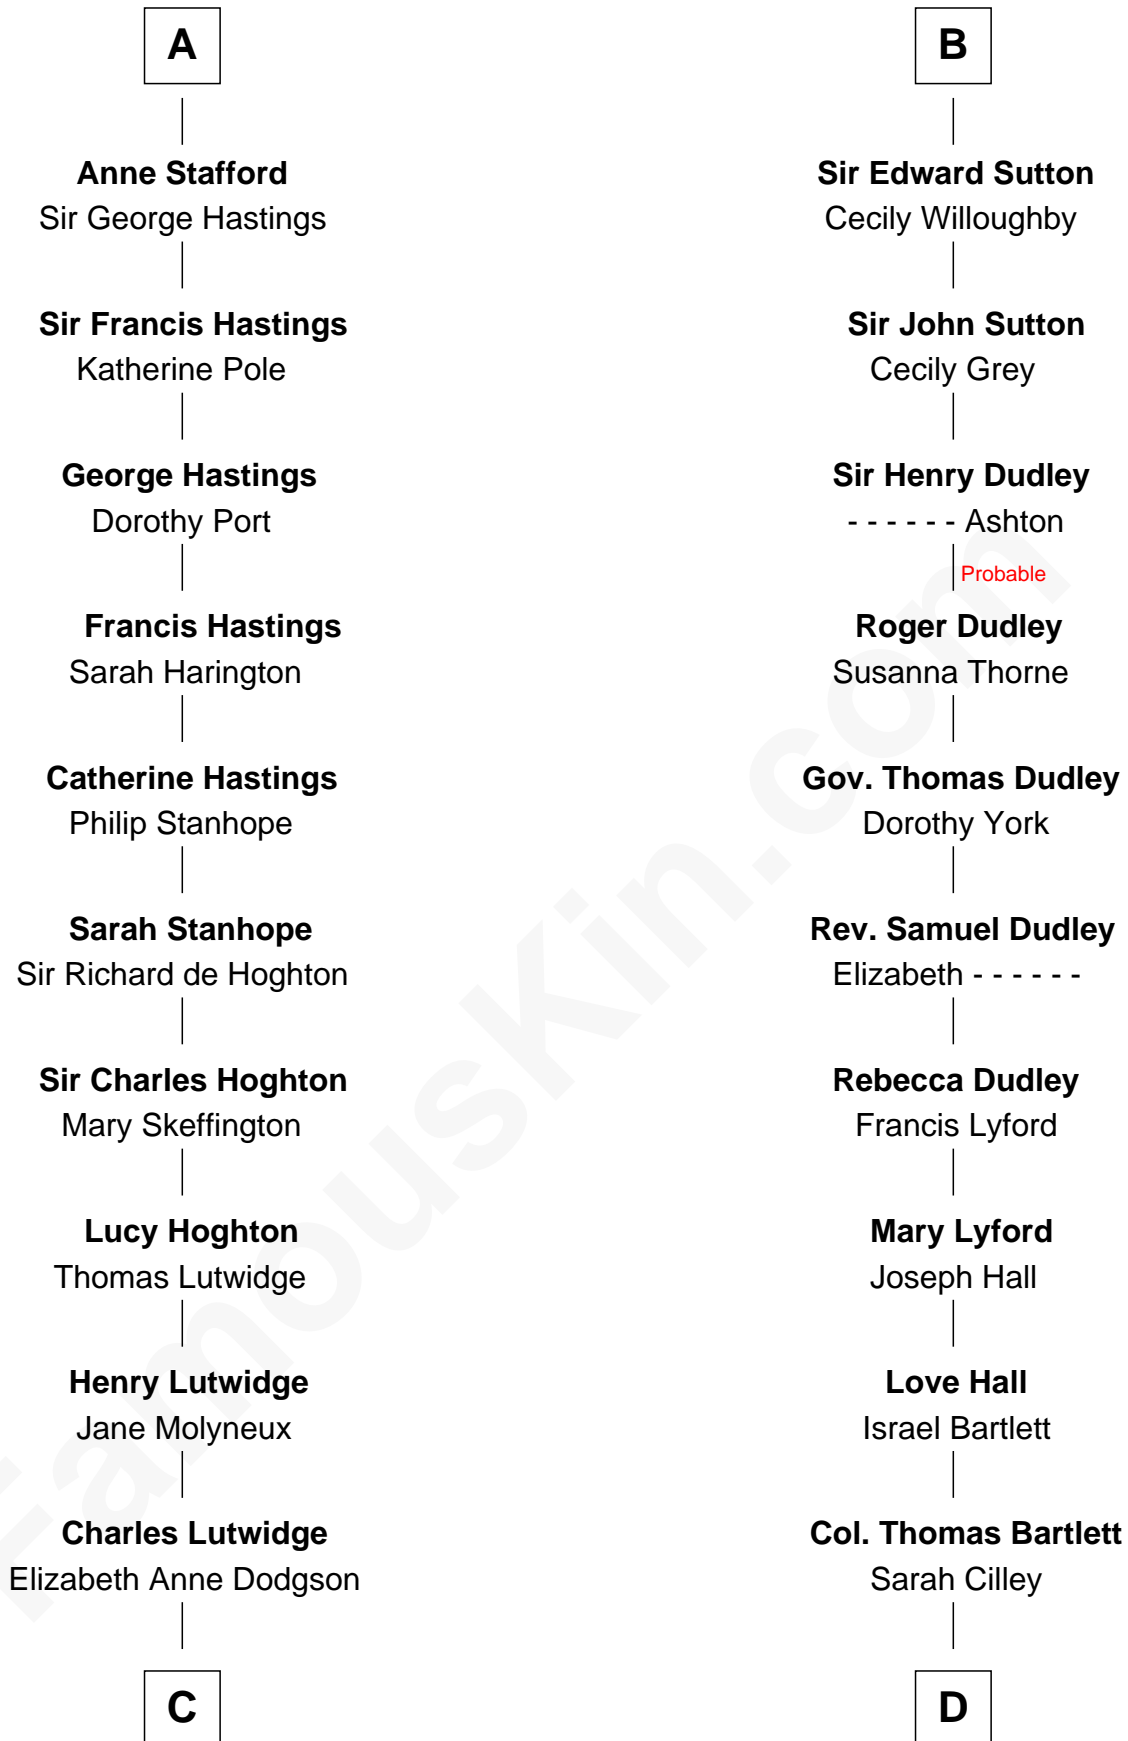 A
Anne Stafford
Sir George Hastings
Sir Francis Hastings
Katherine Pole
George Hastings
Dorothy Port
Francis Hastings
Sarah Harington
Catherine Hastings
Philip Stanhope
Sarah Stanhope
Sir Richard de Hoghton
Sir Charles Hoghton
Mary Skeffington
Lucy Hoghton
Thomas Lutwidge
Henry Lutwidge
Jane Molyneux
Charles Lutwidge
Elizabeth Anne Dodgson
C
B
Sir Edward Sutton
Cecily Willoughby
Sir John Sutton
Cecily Grey
Sir Henry Dudley
- - - - - - Ashton
Probable
Roger Dudley
Susanna Thorne
Gov. Thomas Dudley
Dorothy York
Rev. Samuel Dudley
Elizabeth - - - - - -
Rebecca Dudley
Francis Lyford
Mary Lyford
Joseph Hall
Love Hall
Israel Bartlett
Col. Thomas Bartlett
Sarah Cilley
D
FamousKin.com